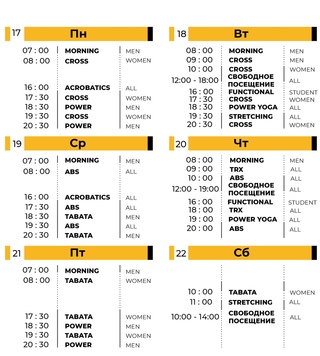 17 Пн
07 : 00 MORNING MEN
08 : 00 CROSS WOMEN
16 : 00 ACROBATICS ALL
17 : 30 CROSS WOMEN
18 : 30 POWER MEN
19 : 30 CROSS WOMEN
20 : 30 POWER MEN
18 Вт
08 : 00 MORNING MEN
09 : 00 CROSS MEN
10 : 00 CROSS WOMEN
12:00 - 18:00 СВОБОДНОЕ ПОСЕЩЕНИЕ ALL
16 : 00 FUNCTIONAL STUDENT
17 : 30 CROSS WOMEN
18 : 30 POWER YOGA ALL
19 : 30 STRETCHING ALL
20 : 30 CROSS WOMEN
19 Ср
07 : 00 MORNING MEN
08 : 00 ABS ALL
16 : 00 ACROBATICS ALL
17 : 30 ABS ALL
18 : 30 TABATA MEN
19 : 30 ABS ALL
20 : 30 TABATA MEN
20 Чт
08 : 00 MORNING MEN
09 : 00 TRX ALL
10 : 00 ABS ALL
12:00 - 19:00 СВОБОДНОЕ ПОСЕЩЕНИЕ ALL
16 : 00 FUNCTIONAL STUDENT
18 : 00 TRX ALL
19 : 00 POWER YOGA ALL
20 : 00 ABS ALL
21 Пт
07 : 00 MORNING MEN
08 : 00 TABATA WOMEN
17 : 30 TABATA WOMEN
18 : 30 POWER MEN
19 : 30 TABATA WOMEN
20 : 30 POWER MEN
22 Сб
10 : 00 TABATA WOMEN
11 : 00 STRETCHING ALL
10:00 - 14:00 СВОБОДНОЕ ПОСЕЩЕНИЕ ALL